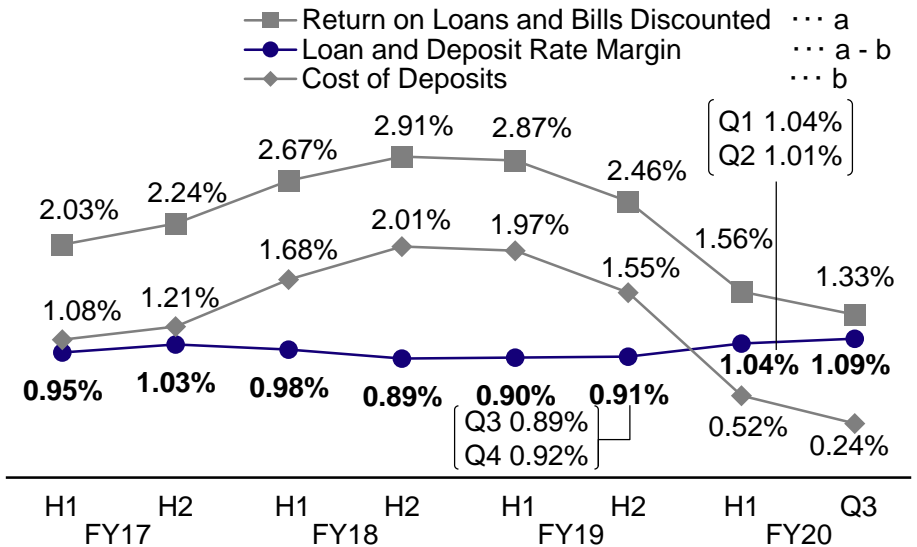 Return on Loans and Bills Discounted ··· a
Loan and Deposit Rate Margin ··· a - b
Cost of Deposits ··· b
Q1 1.04%
Q2 1.01%
2.03%
2.24%
2.67%
2.91%
2.87%
2.46%
1.56%
1.33%
1.08%
1.21%
1.68%
2.01%
1.97%
1.55%
0.52%
0.24%
0.95%
1.03%
0.98%
0.89%
0.90%
0.91%
1.04%
1.09%
Q3 0.89%
Q4 0.92%
H1 H2 H1 H2 H1 H2 H1 Q3
FY17 FY18 FY19 FY20